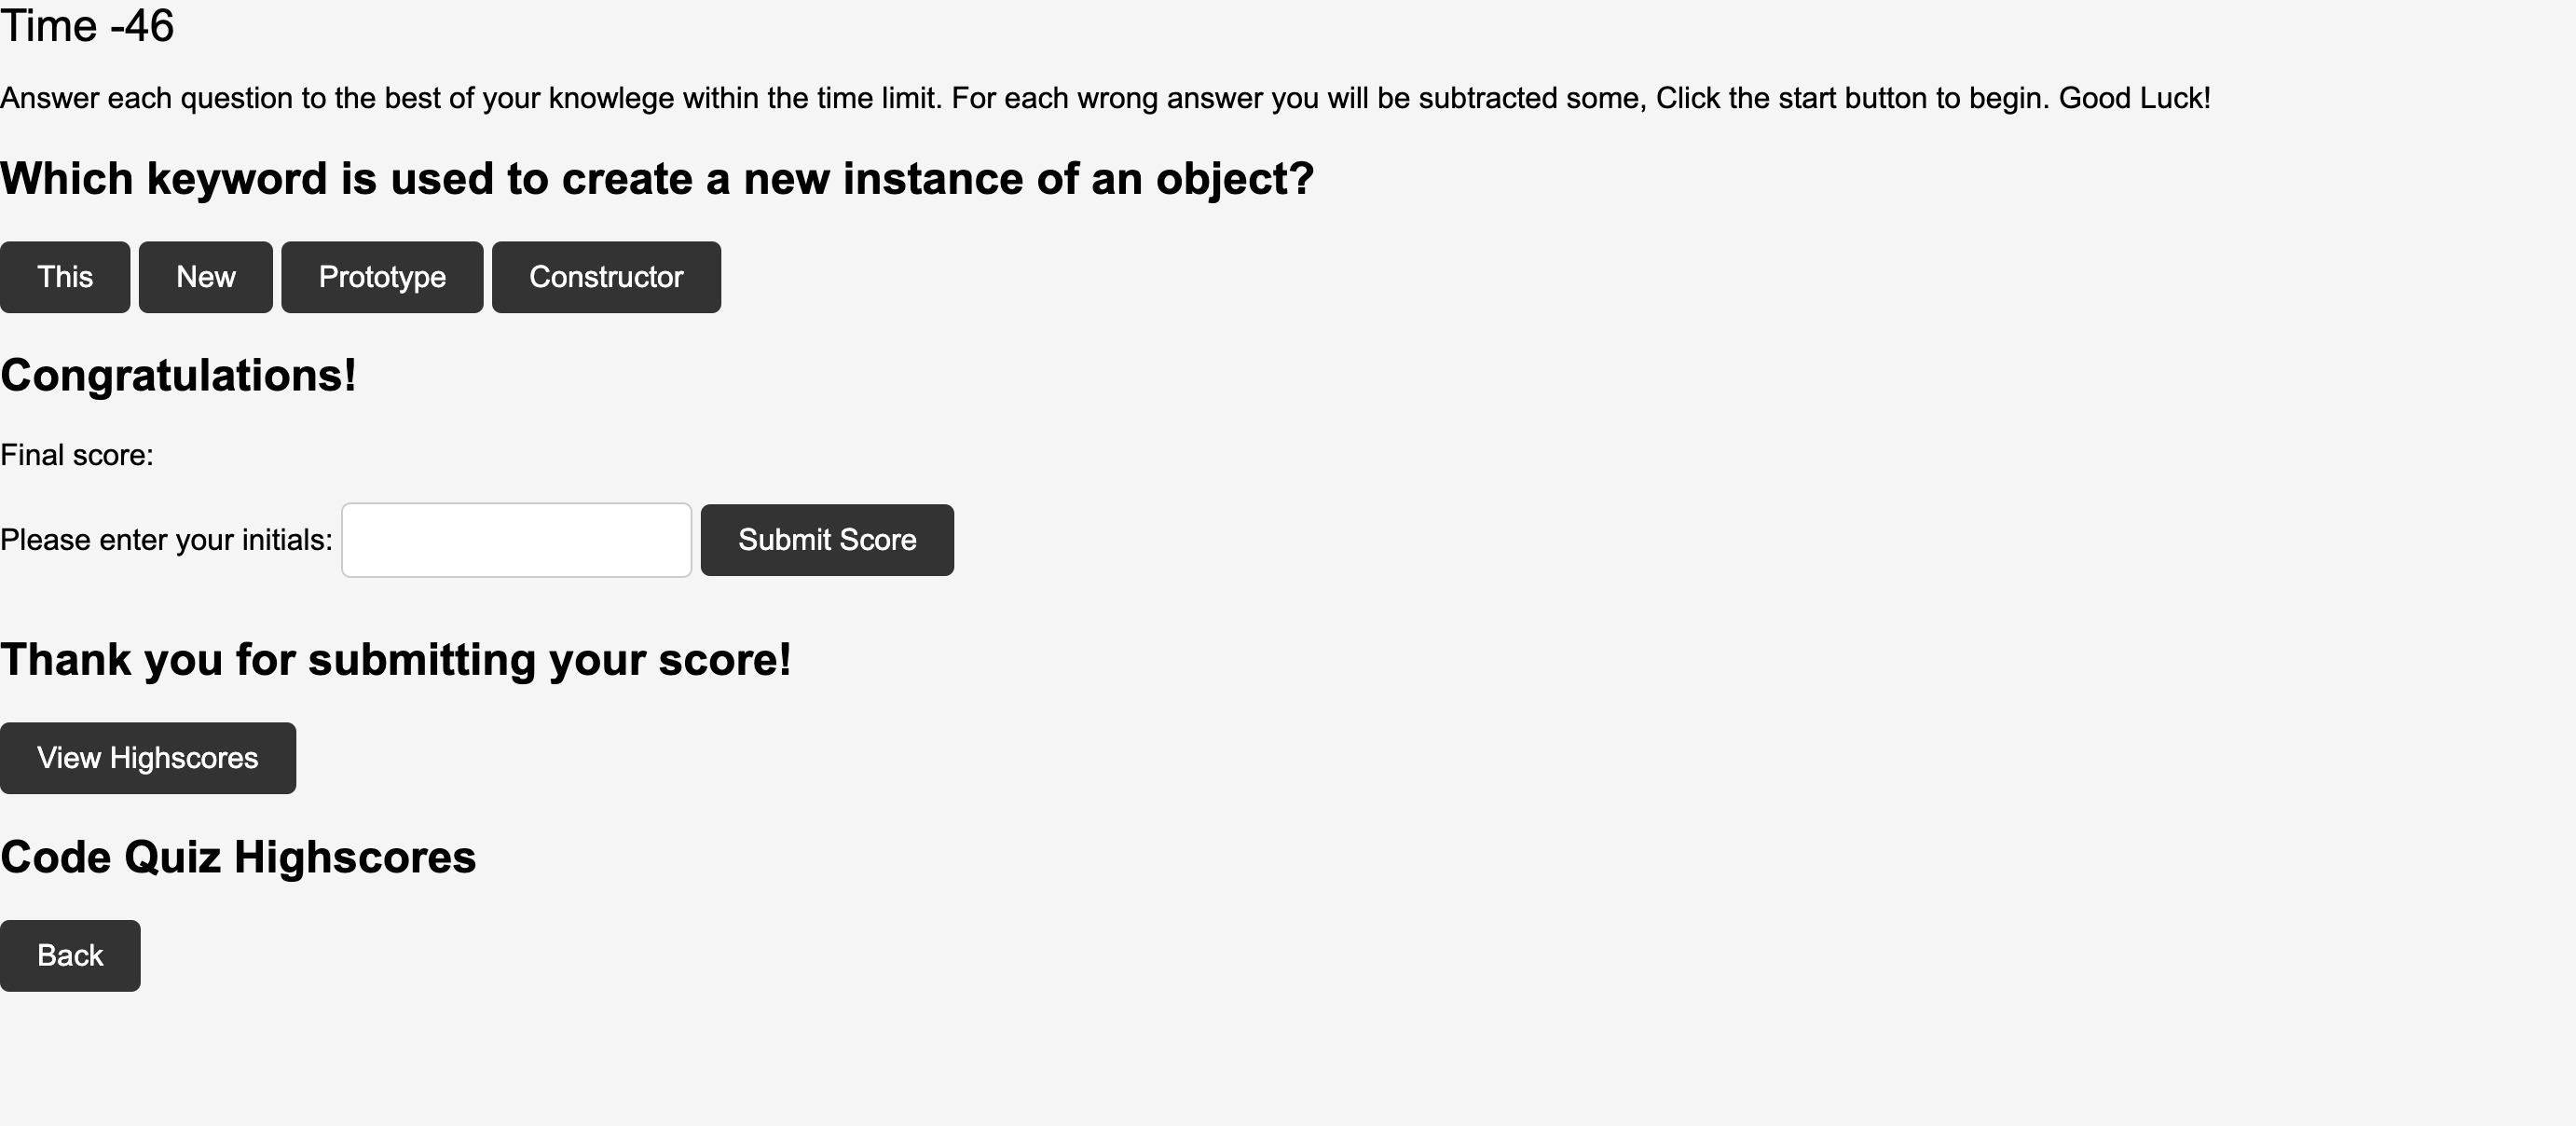 Time -46
Answer each question to the best of your knowlege within the time limit. For each wrong answer you will be subtracted some, Click the start button to begin. Good Luck!
Which keyword is used to create a new instance of an object?
This New Prototype Constructor
Congratulations!
Final score:
Please enter your initials: Submit Score
Thank you for submitting your score!
View Highscores
Code Quiz Highscores
Back